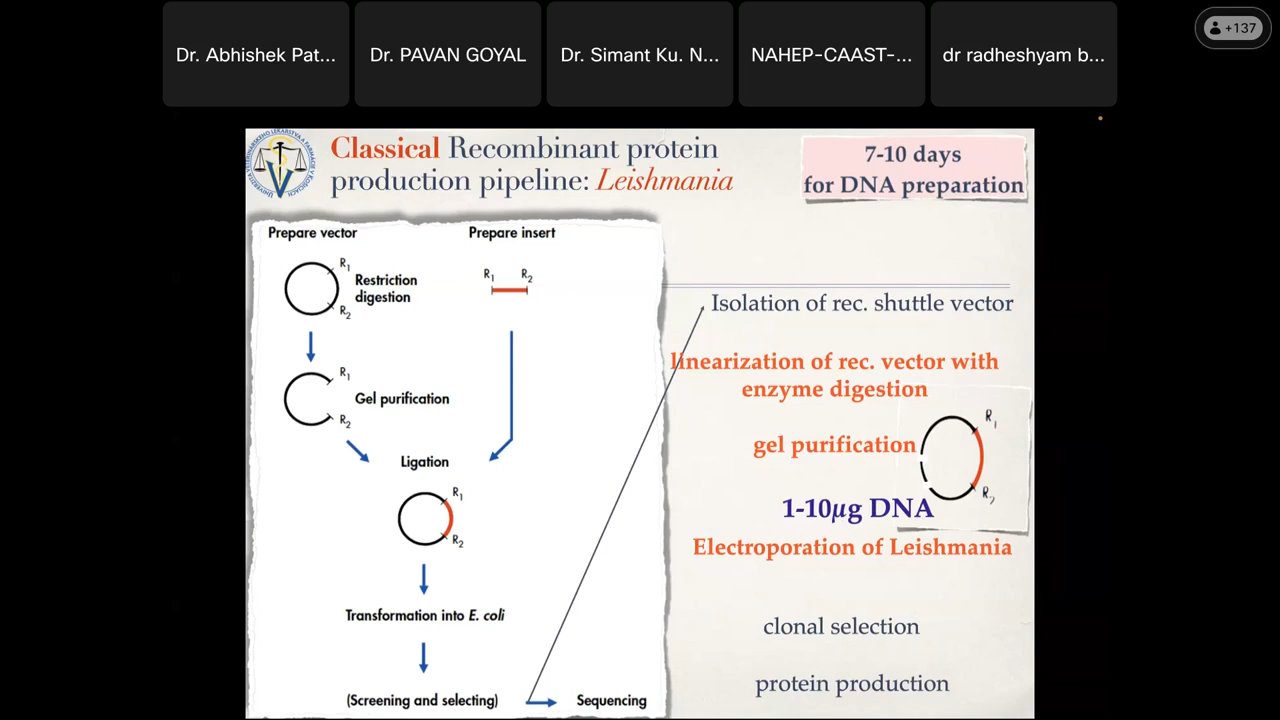 Dr. Abhishek Pat...
Dr. PAVAN GOYAL
Dr. Simant Ku. N...
NAHEP-CAAST-...
dr radheshyam b...
+137
Classical Recombinant protein
production pipeline: Leishmania
7-10 days
for DNA preparation
Prepare vector
Prepare insert
R1
R2
Restriction
digestion
R1
R2
R1
R2
Gel purification
Ligation
R1
R2
Transformation into E. coli
(Screening and selecting)
Sequencing
Isolation of rec. shuttle vector
linearization of rec. vector with
enzyme digestion
gel purification
R1
R2
1-10µg DNA
Electroporation of Leishmania
clonal selection
protein production